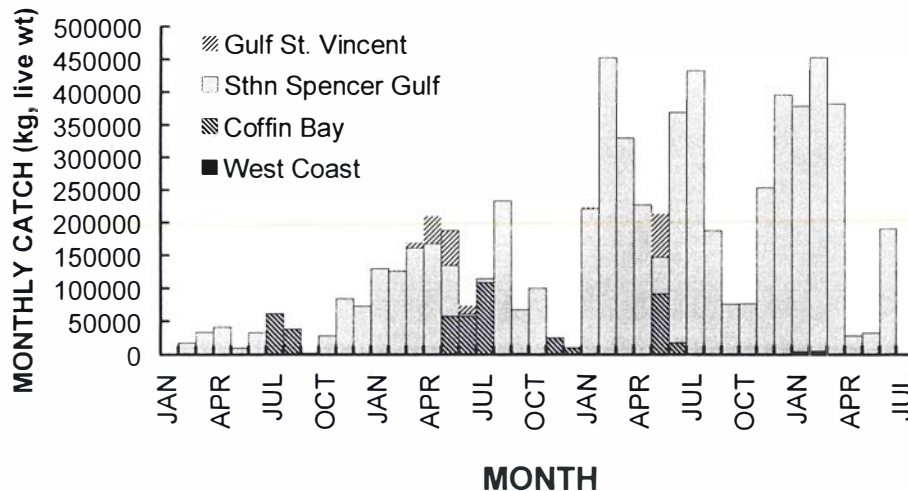 MONTHLY CATCH (kg, live wt)
500000
450000
400000
350000
300000
250000
200000
150000
100000
50000
0
Gulf St. Vincent
Sthn Spencer Gulf
Coffin Bay
West Coast
JAN
APR
JUL
OCT
JAN
APR
JUL
OCT
JAN
APR
JUL
OCT
JAN
APR
JUL
MONTH